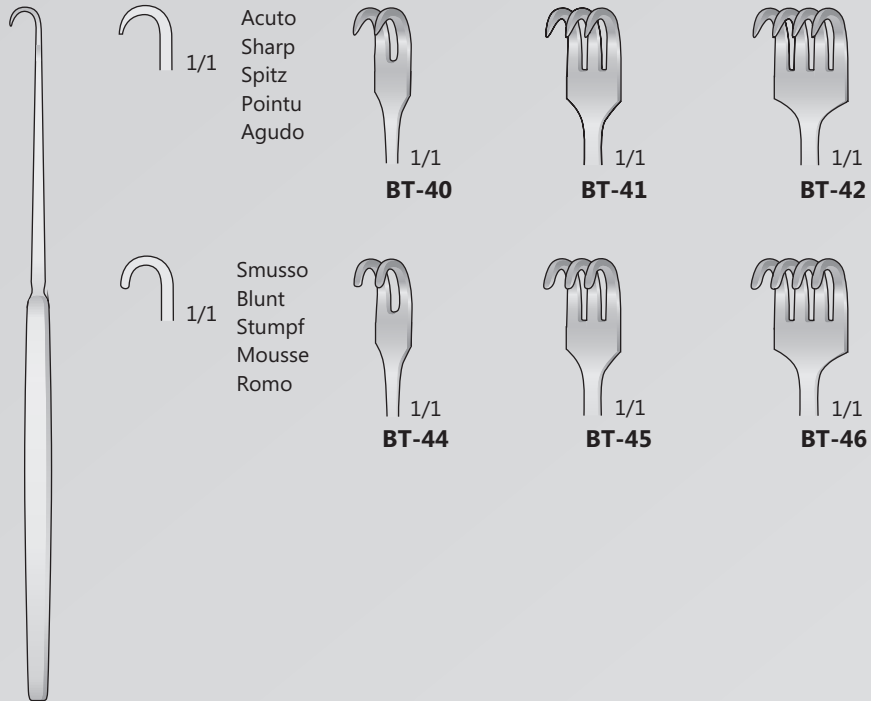 1/1
Acuto
Sharp
Spitz
Pointu
Agudo
1/1
BT-40
1/1
BT-41
1/1
BT-42
1/1
Smusso
Blunt
Stumpf
Mousse
Romo
1/1
BT-44
1/1
BT-45
1/1
BT-46